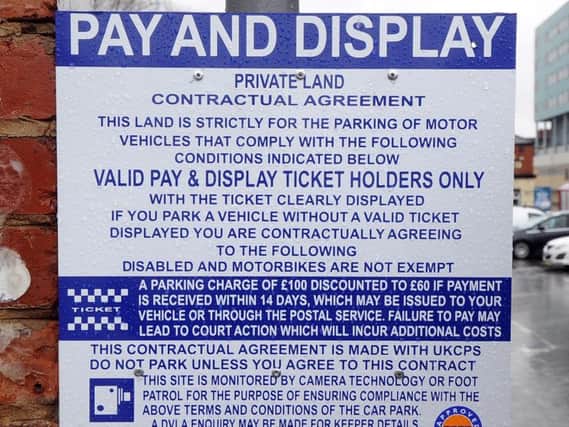 PAY AND DISPLAY
PRIVATE LAND
CONTRACTUAL AGREEMENT
THIS LAND IS STRICTLY FOR THE PARKING OF MOTOR
VEHICLES THAT COMPLY WITH THE FOLLOWING
CONDITIONS INDICATED BELOW
VALID PAY & DISPLAY TICKET HOLDERS ONLY
WITH THE TICKET CLEARLY DISPLAYED
IF YOU PARK A VEHICLE WITHOUT A VALID TICKET
DISPLAYED YOU ARE CONTRACTUALLY AGREEING
TO THE FOLLOWING
DISABLED AND MOTORBIKES ARE NOT EXEMPT
TICKET
A PARKING CHARGE OF £100 DISCOUNTED TO £60 IF PAYMENT
IS RECEIVED WITHIN 14 DAYS, WHICH MAY BE ISSUED TO YOUR
VEHICLE OR THROUGH THE POSTAL SERVICE. FAILURE TO PAY MAY
LEAD TO COURT ACTION WHICH WILL INCUR ADDITIONAL COSTS
THIS CONTRACTUAL AGREEMENT IS MADE WITH UKCPS
DO NOT PARK UNLESS YOU AGREE TO THIS CONTRACT
THIS SITE IS MONITORED BY CAMERA TECHNOLOGY OR FOOT
PATROL FOR THE PURPOSE OF ENSURING COMPLIANCE WITH THE
ABOVE TERMS AND CONDITIONS OF THE CAR PARK.
A DVLA ENQUIRY MAY BE MADE FOR KEEPER DETAILS
APPROVED